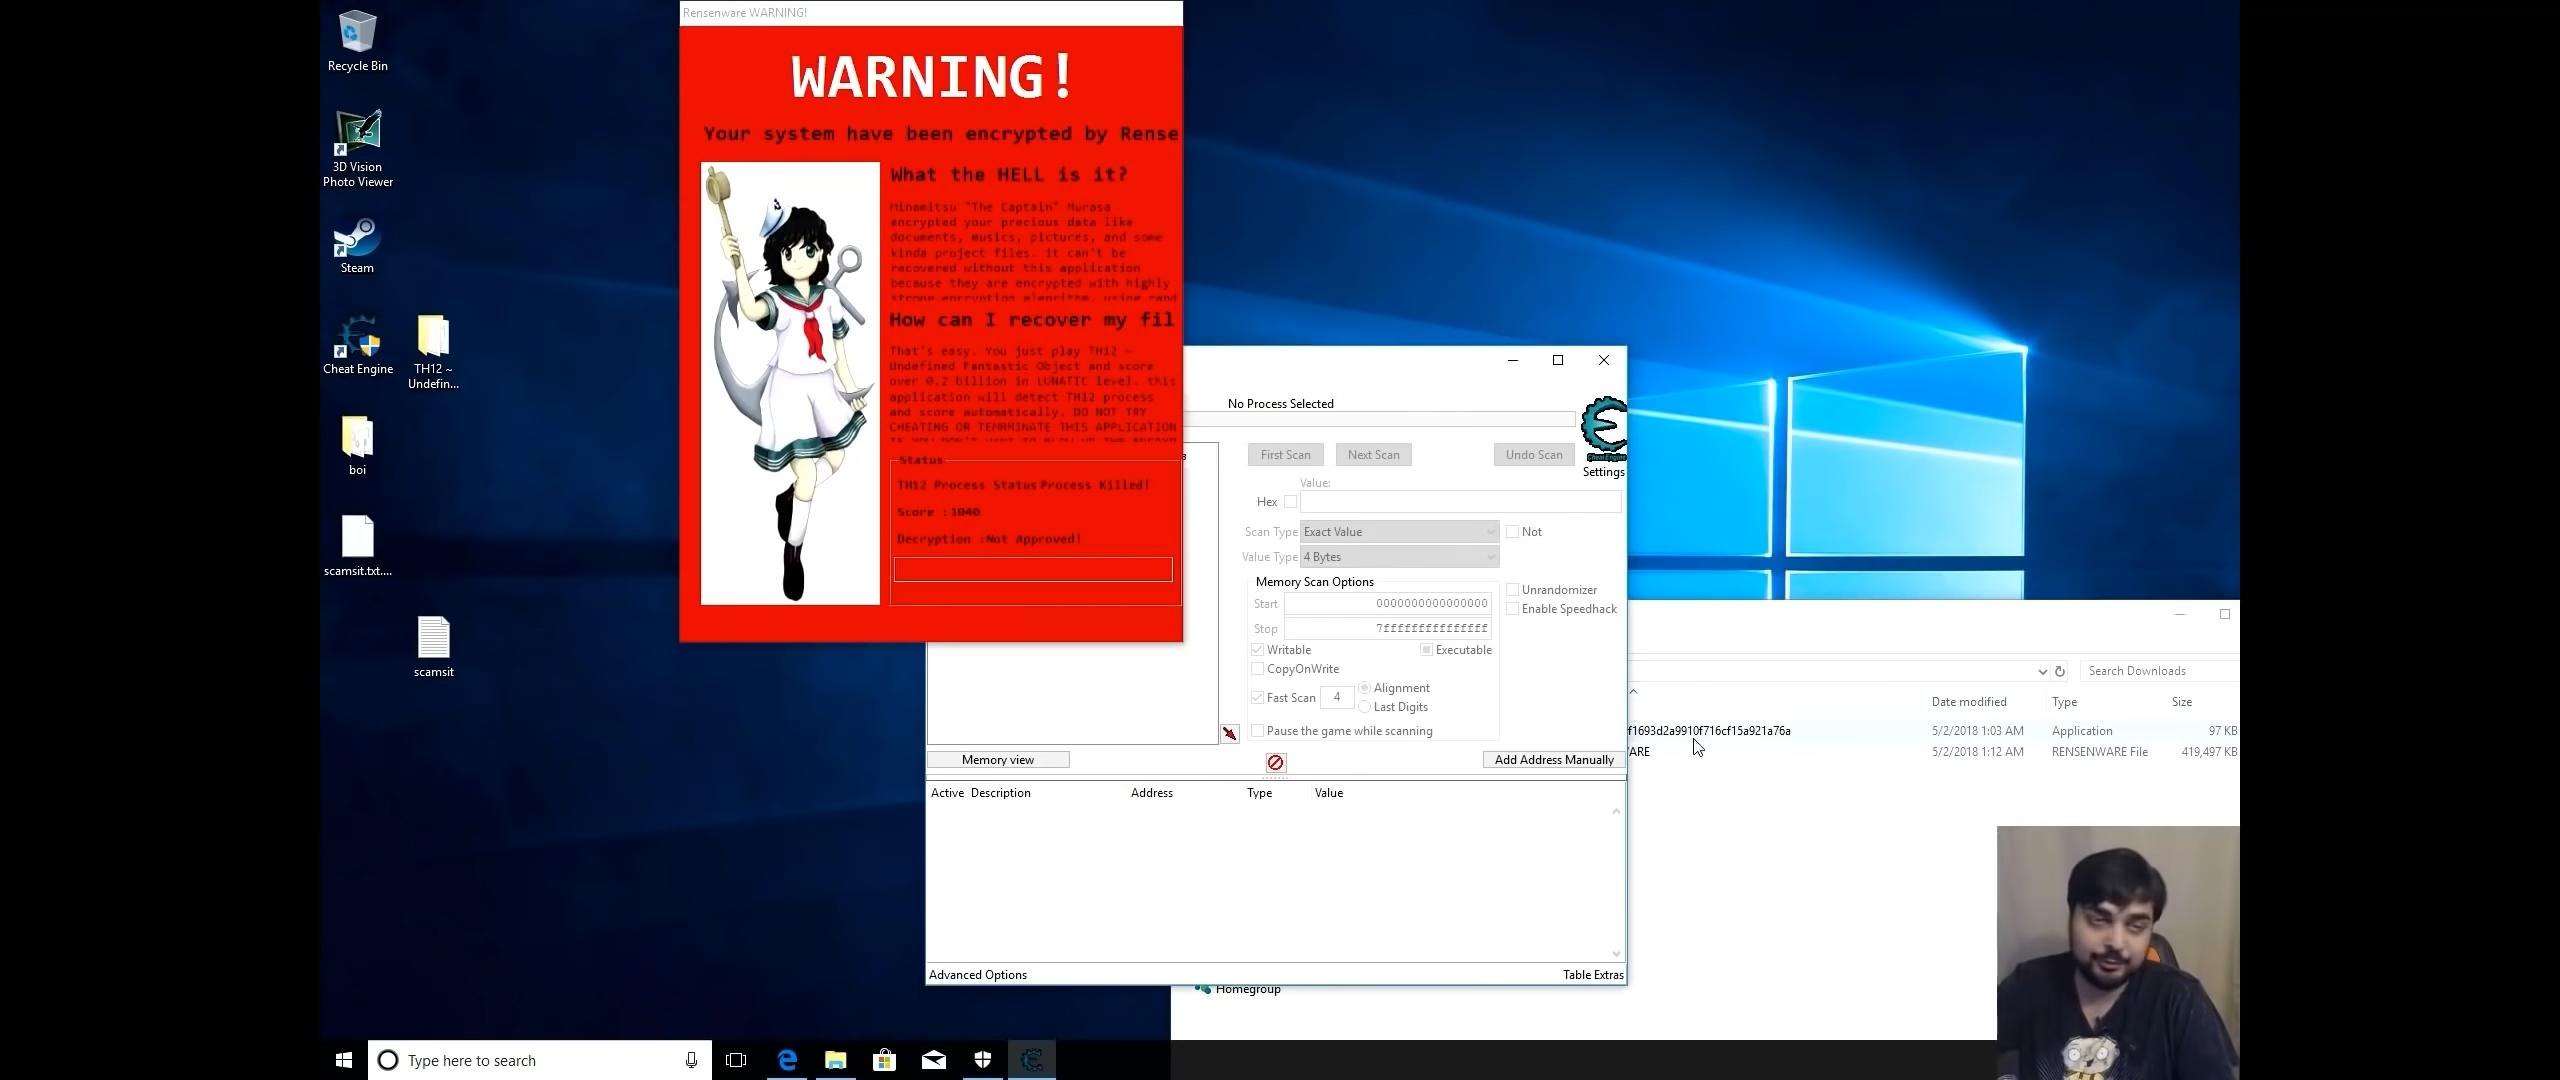 Recycle Bin
3D Vision
Photo Viewer
Steam
Cheat Engine
TH12 ~
Undefin...
boi
scamsit.txt....
scamsit
Rensenware WARNING!
WARNING!
Your system have been encrypted by Rense
What the HELL is it?
Minamitsu "The Captain" Murasa
encrypted your precious data like
documents, musics, pictures, and some
kinda project files. it can't be
recovered without this application
because they are encrypted with highly
strong encryption algorithm, using rand
How can I recover my fil
That's easy. You just play TH12 ~
Undefined Fantastic Object and score
over 0.2 billion in LUNATIC level. this
application will detect TH12 process
and score automatically. DO NOT TRY
CHEATING OR TEMRMINATE THIS APPLICATION
Status
TH12 Process Status Process Killed!
Score : 1040
Decryption :Not Approved!
No Process Selected
Cheat Engine
Settings
First Scan
Next Scan
Undo Scan
Value:
Hex
Scan Type
Exact Value
Not
Value Type
4 Bytes
Memory Scan Options
Start
0000000000000000
Stop
7fffffffffffffff
Unrandomizer
Enable Speedhack
Writable
Executable
CopyOnWrite
Fast Scan
4
Alignment
Last Digits
Pause the game while scanning
Memory view
Add Address Manually
Active
Description
Address
Type
Value
Advanced Options
Table Extras
Search Downloads
Date modified
Type
Size
f1693d2a9910f716cf15a921a76a
5/2/2018 1:03 AM
Application
97 KB
ARE
5/2/2018 1:12 AM
RENSENWARE File
419,497 KB
Homegroup
Type here to search